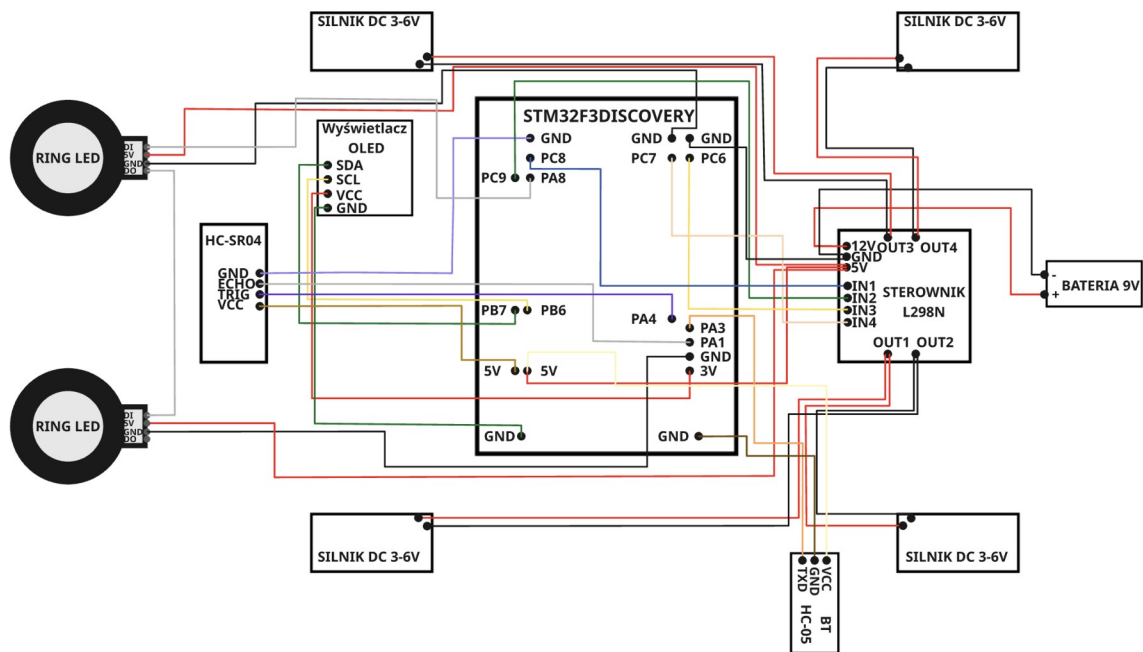 SILNIK DC 3-6V
SILNIK DC 3-6V
STM32F3DISCOVERY
Wyświetlacz
OLED
SDA
SCL
VCC
GND
RING LED
DI
5V
GND
DO
GND
PC8
PC9
PA8
GND
GND
PC7
PC6
HC-SR04
GND
ECHO
TRIG
VCC
PB7
PB6
PA4
PA3
PA1
GND
3V
5V
5V
GND
GND
12V
GND
5V
OUT3
OUT4
IN1
IN2
IN3
IN4
STEROWNIK
L298N
OUT1
OUT2
-
+
BATERIA 9V
RING LED
DI
5V
GND
DO
SILNIK DC 3-6V
SILNIK DC 3-6V
TXD
GND
VCC
HC-05
BT